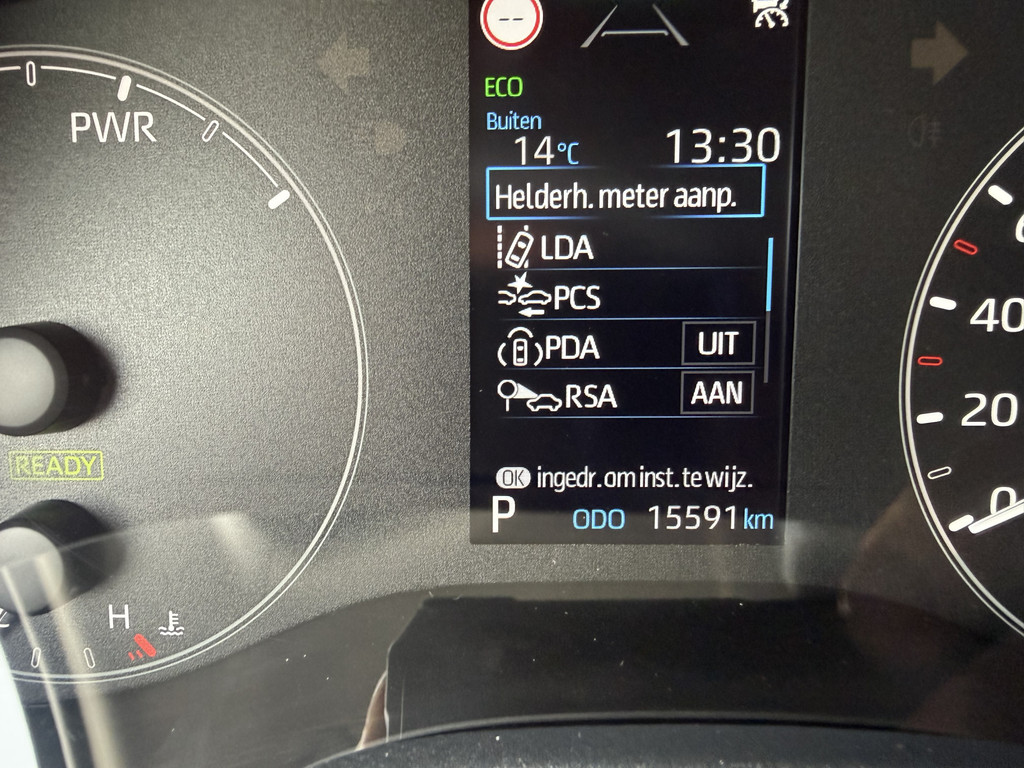 --
ECO
Buiten
14°C 13:30
Helderh. meter aanp.
LDA
PCS
PDA UIT
RSA AAN
OK ingedr. om inst. te wijz.
P ODO 15591 km
PWR
READY
H
40
20
0